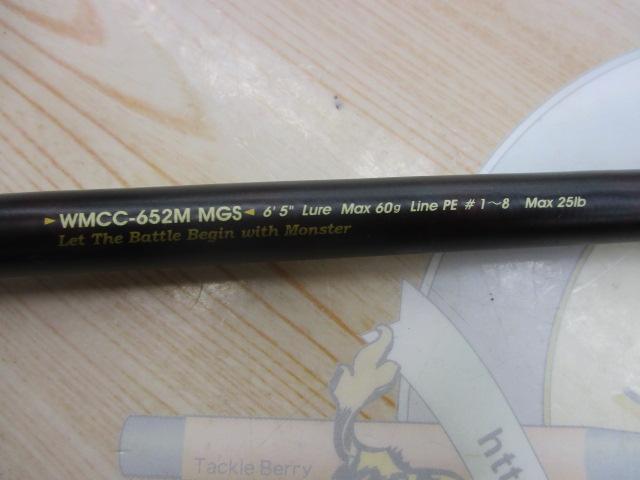 WMCC-652M MGS 6'5" Lure Max 60g Line PE #1~8 Max 25lb
Let The Battle Begin with Monster
Tackle Berry
htt